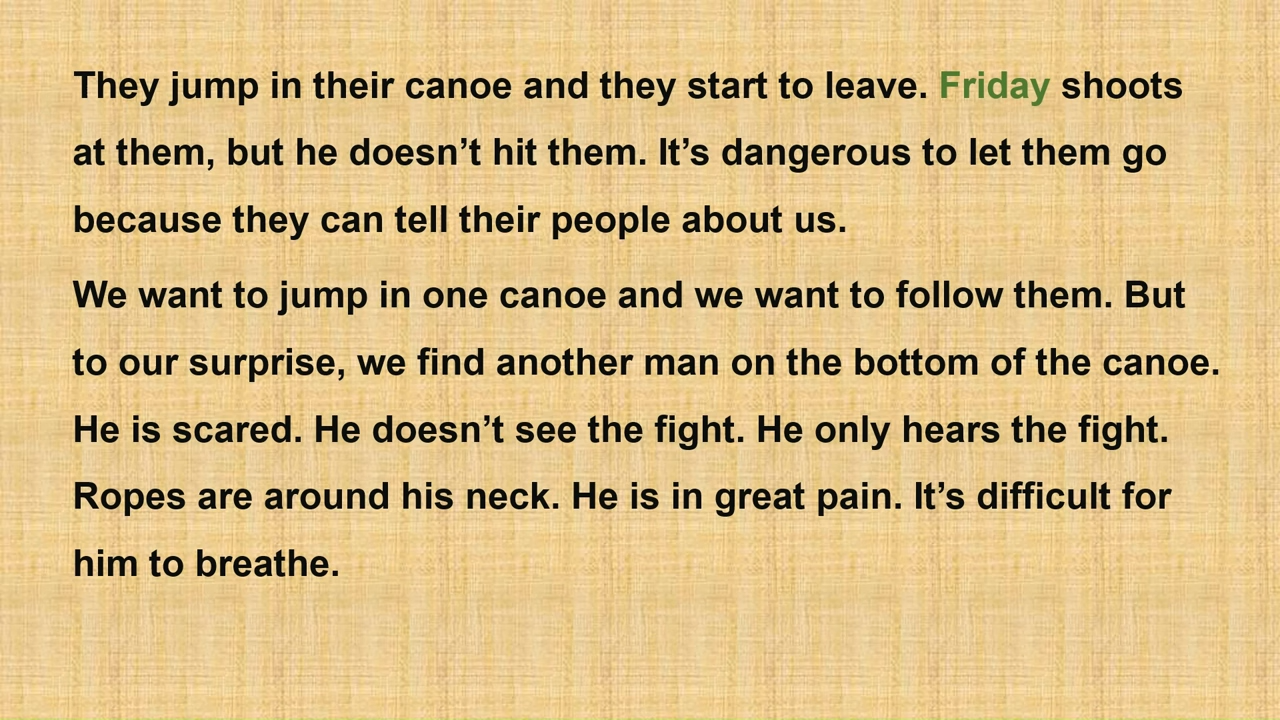 They jump in their canoe and they start to leave. Friday shoots
at them, but he doesn’t hit them. It’s dangerous to let them go
because they can tell their people about us.
We want to jump in one canoe and we want to follow them. But
to our surprise, we find another man on the bottom of the canoe.
He is scared. He doesn’t see the fight. He only hears the fight.
Ropes are around his neck. He is in great pain. It’s difficult for
him to breathe.